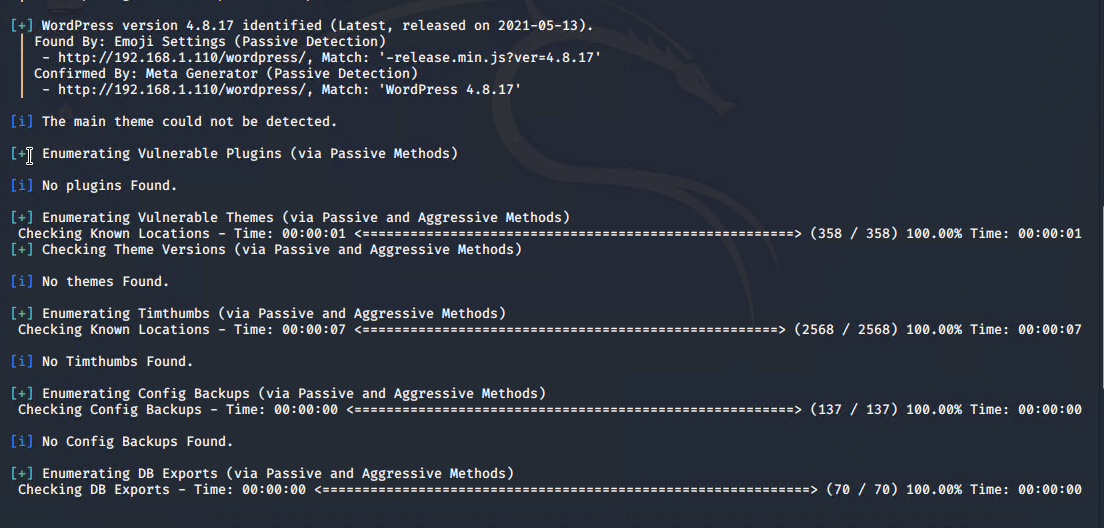 [+] WordPress version 4.8.17 identified (Latest, released on 2021-05-13).
| Found By: Emoji Settings (Passive Detection)
|  - http://192.168.1.110/wordpress/, Match: '-release.min.js?ver=4.8.17'
| Confirmed By: Meta Generator (Passive Detection)
|  - http://192.168.1.110/wordpress/, Match: 'WordPress 4.8.17'
[i] The main theme could not be detected.
[+] Enumerating Vulnerable Plugins (via Passive Methods)
[i] No plugins Found.
[+] Enumerating Vulnerable Themes (via Passive and Aggressive Methods)
Checking Known Locations - Time: 00:00:01 <======================================================> (358 / 358) 100.00% Time: 00:00:01
[+] Checking Theme Versions (via Passive and Aggressive Methods)
[i] No themes Found.
[+] Enumerating Timthumbs (via Passive and Aggressive Methods)
Checking Known Locations - Time: 00:00:07 <====================================================> (2568 / 2568) 100.00% Time: 00:00:07
[i] No Timthumbs Found.
[+] Enumerating Config Backups (via Passive and Aggressive Methods)
Checking Config Backups - Time: 00:00:00 <=======================================================> (137 / 137) 100.00% Time: 00:00:00
[i] No Config Backups Found.
[+] Enumerating DB Exports (via Passive and Aggressive Methods)
Checking DB Exports - Time: 00:00:00 <=============================================================> (70 / 70) 100.00% Time: 00:00:00